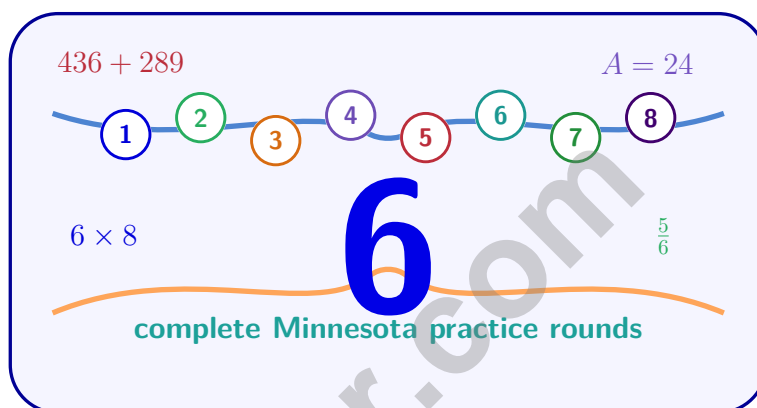 436 + 289
A = 24
1 2 3 4 5 6 7 8
6
6 × 8
5/6
complete Minnesota practice rounds
r.com